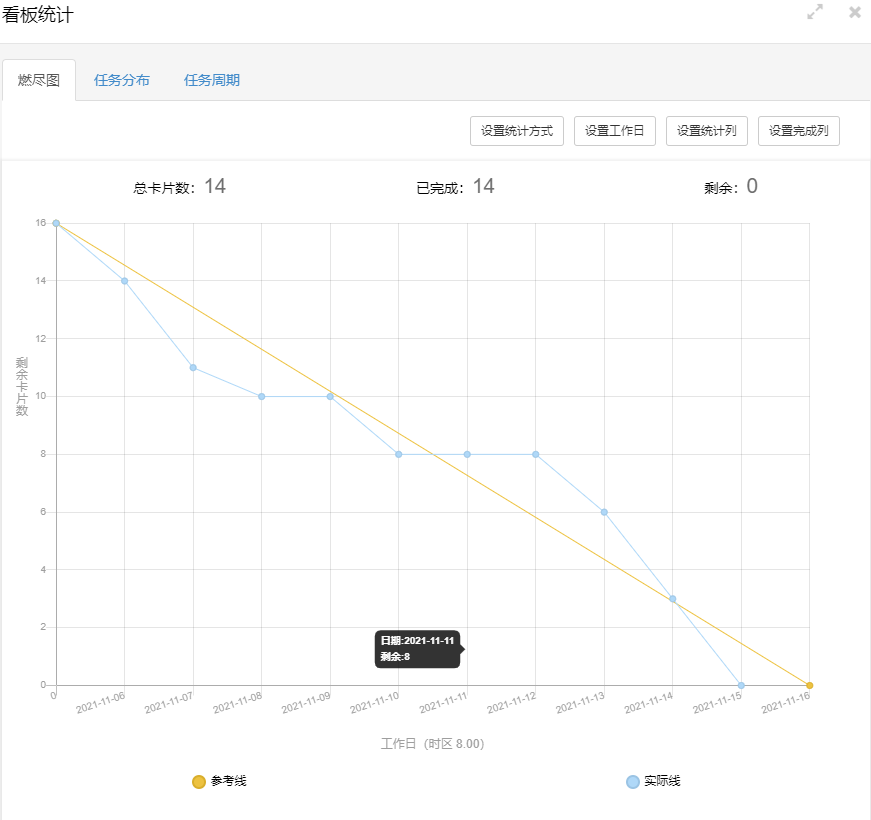 看板统计
燃尽图 任务分布 任务周期
设置统计方式 设置工作日 设置统计列 设置完成列
总卡片数: 14 已完成: 14 剩余: 0
16
14
12
10
8
6
4
2
0
剩余卡片数
日期:2021-11-11
剩余:8
0 2021-11-06 2021-11-07 2021-11-08 2021-11-09 2021-11-10 2021-11-11 2021-11-12 2021-11-13 2021-11-14 2021-11-15 2021-11-16
工作日（时区 8.00）
参考线 实际线